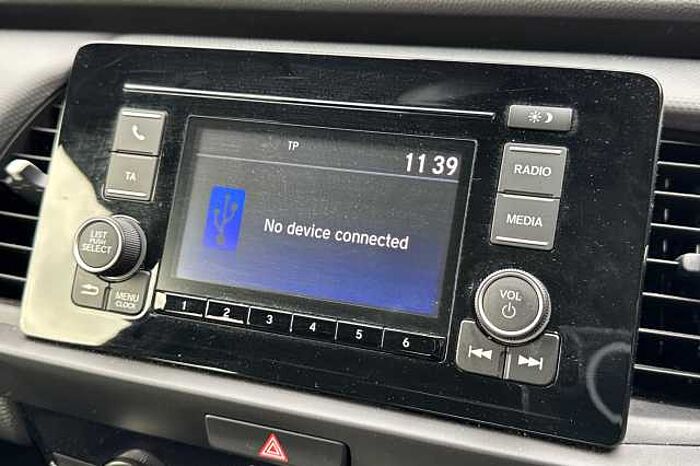 TP
11 39
No device connected
TA
LIST
PUSH
SELECT
MENU
CLOCK
1 2 3 4 5 6
RADIO
MEDIA
VOL